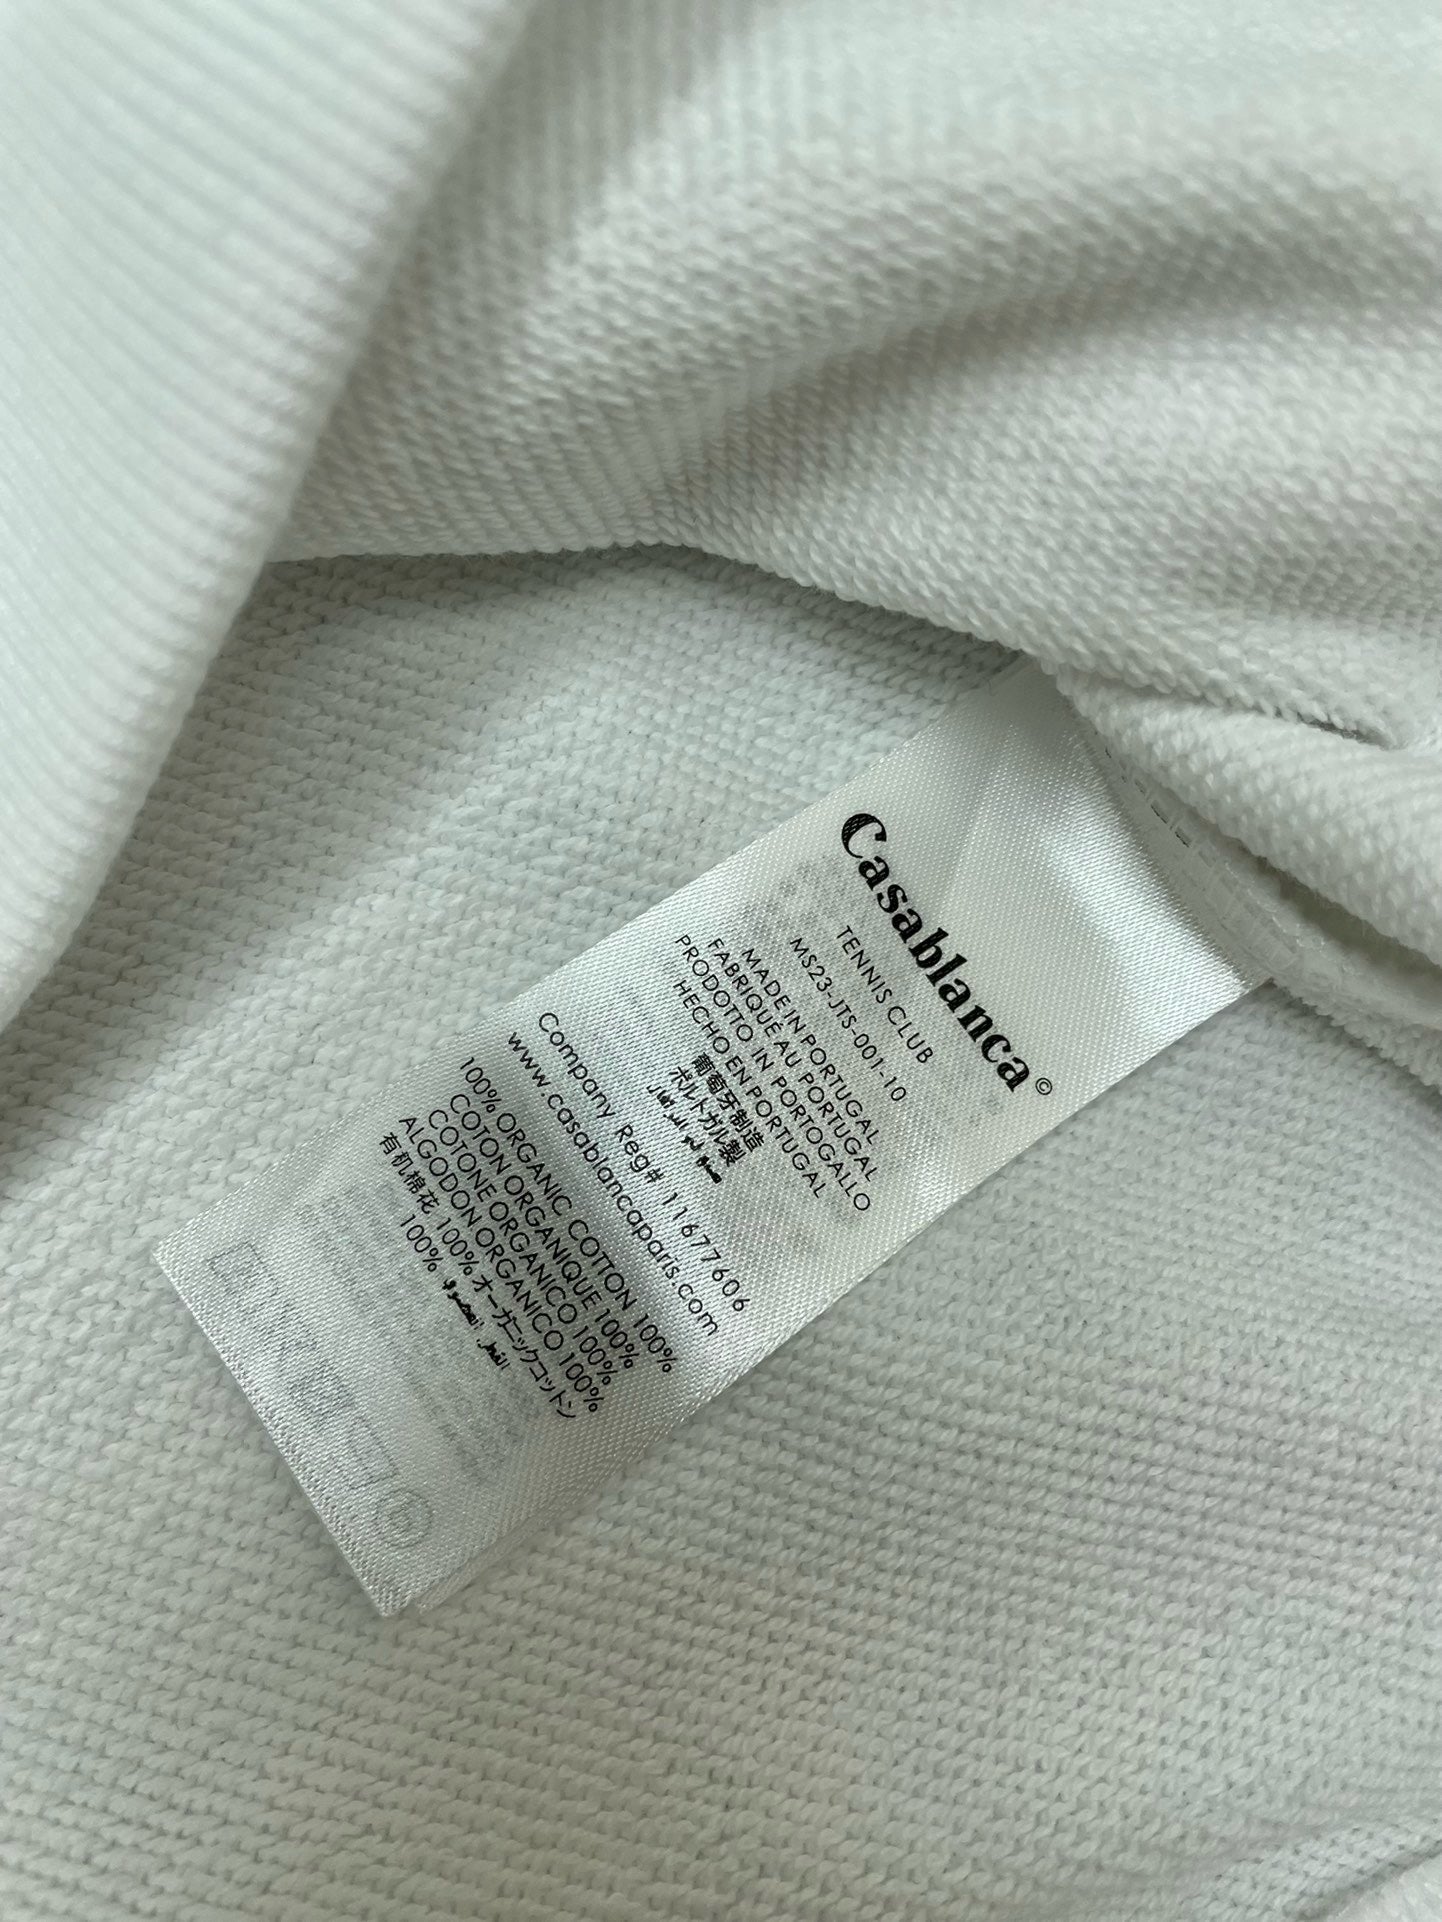 Casablanca©
TENNIS CLUB
MS23-JTS-001-10
MADE IN PORTUGAL
FABRIQUÉ AU PORTUGAL
PRODOTTO IN PORTOGALLO
HECHO EN PORTUGAL
葡萄牙制造
ポルトガル製
Company Reg# 11677606
www.casablancaparis.com
100% ORGANIC COTTON 100%
COTON ORGANIQUE 100%
COTONE ORGANICO 100%
ALGODON ORGANICO 100%
有机棉花 100% オーガニックコットン
100% القطن العضوي